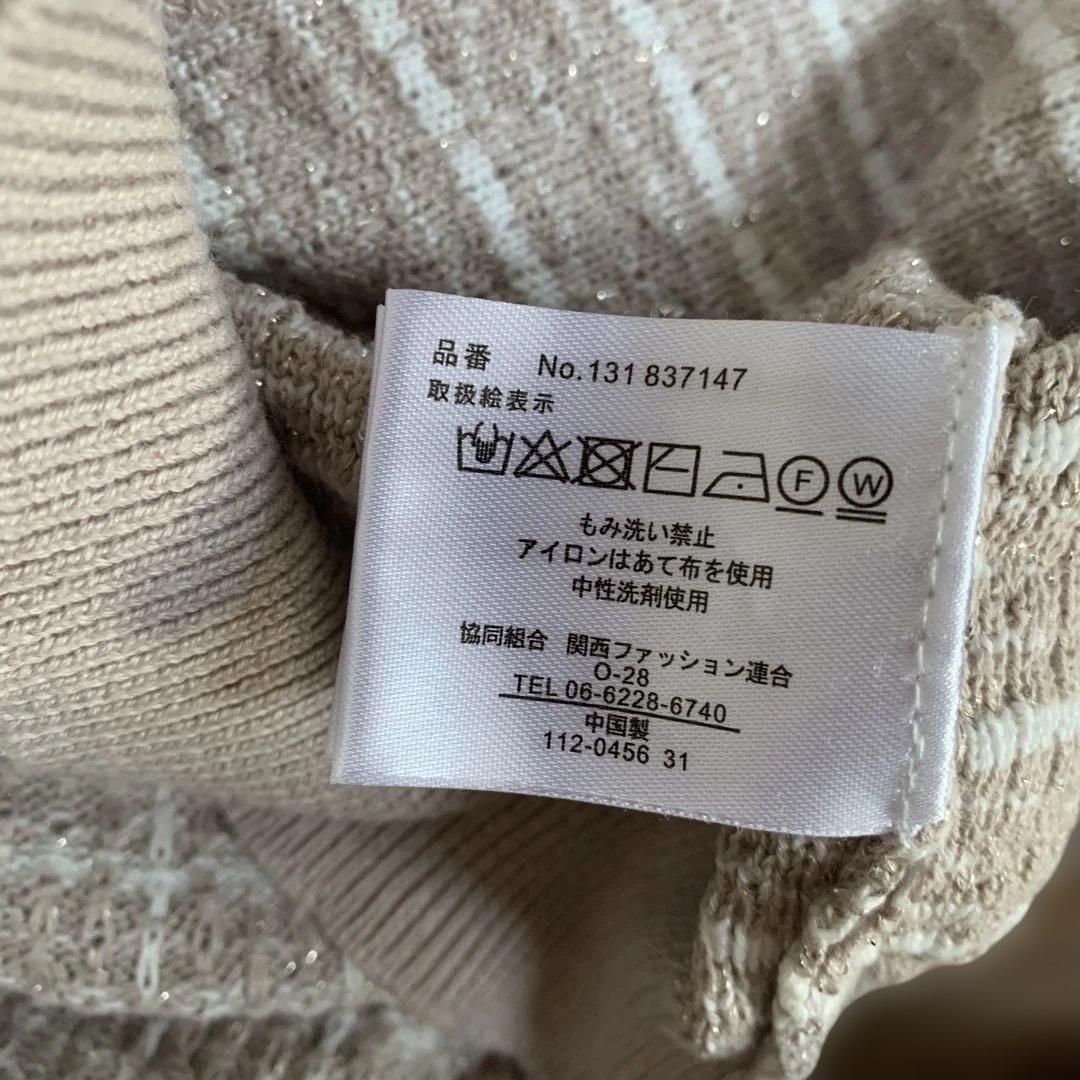 品番 No.131 837147
取扱絵表示
F W
もみ洗い禁止
アイロンはあて布を使用
中性洗剤使用
協同組合 関西ファッション連合
O-28
TEL 06-6228-6740
中国製
112-0456 31